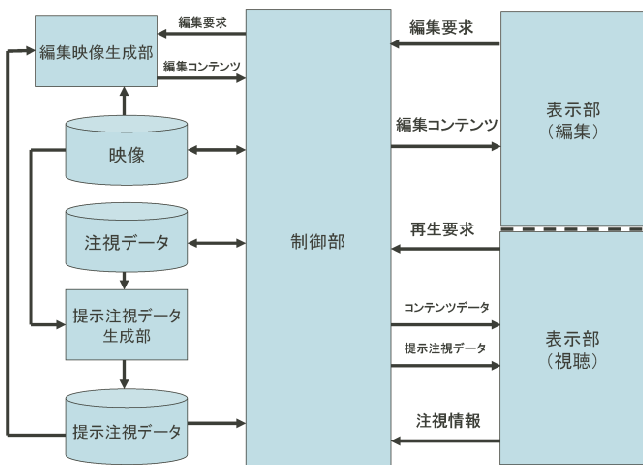 編集要求
編集映像生成部
編集コンテンツ
映像
注視データ
提示注視データ
生成部
提示注視データ
制御部
編集要求
編集コンテンツ
再生要求
コンテンツデータ
提示注視データ
注視情報
表示部
(編集)
表示部
(視聴)